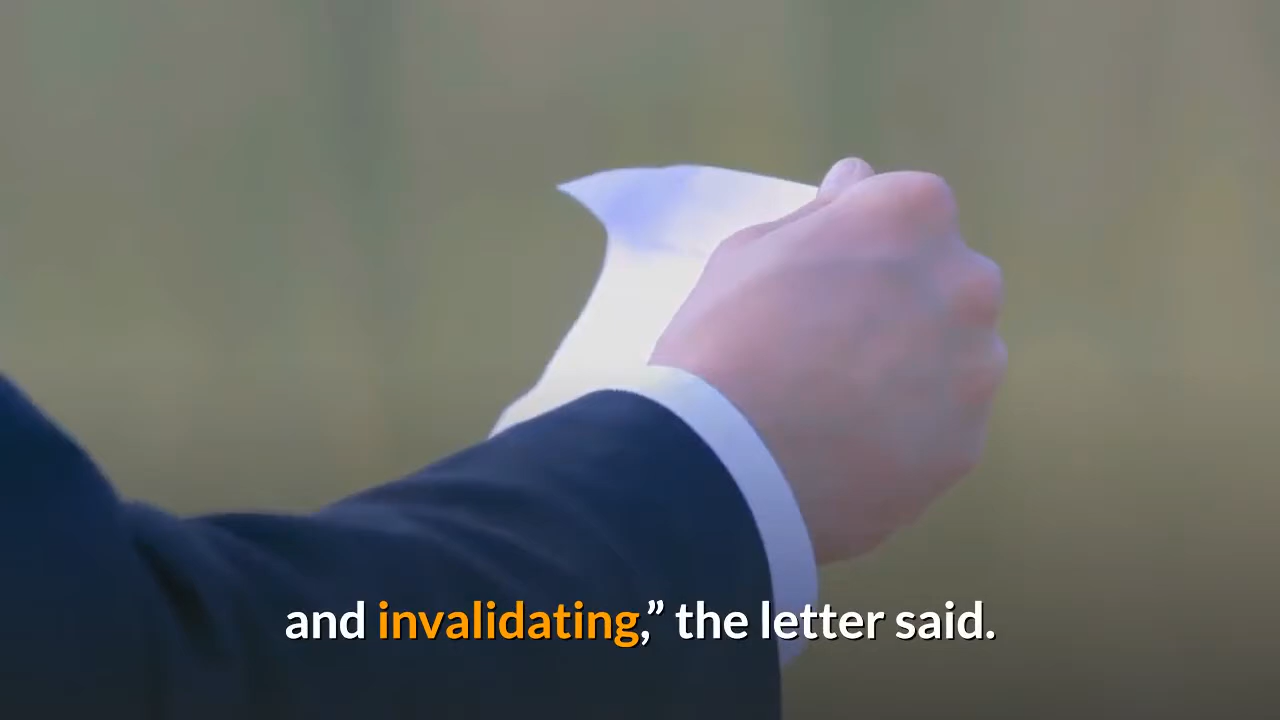 and invalidating,” the letter said.